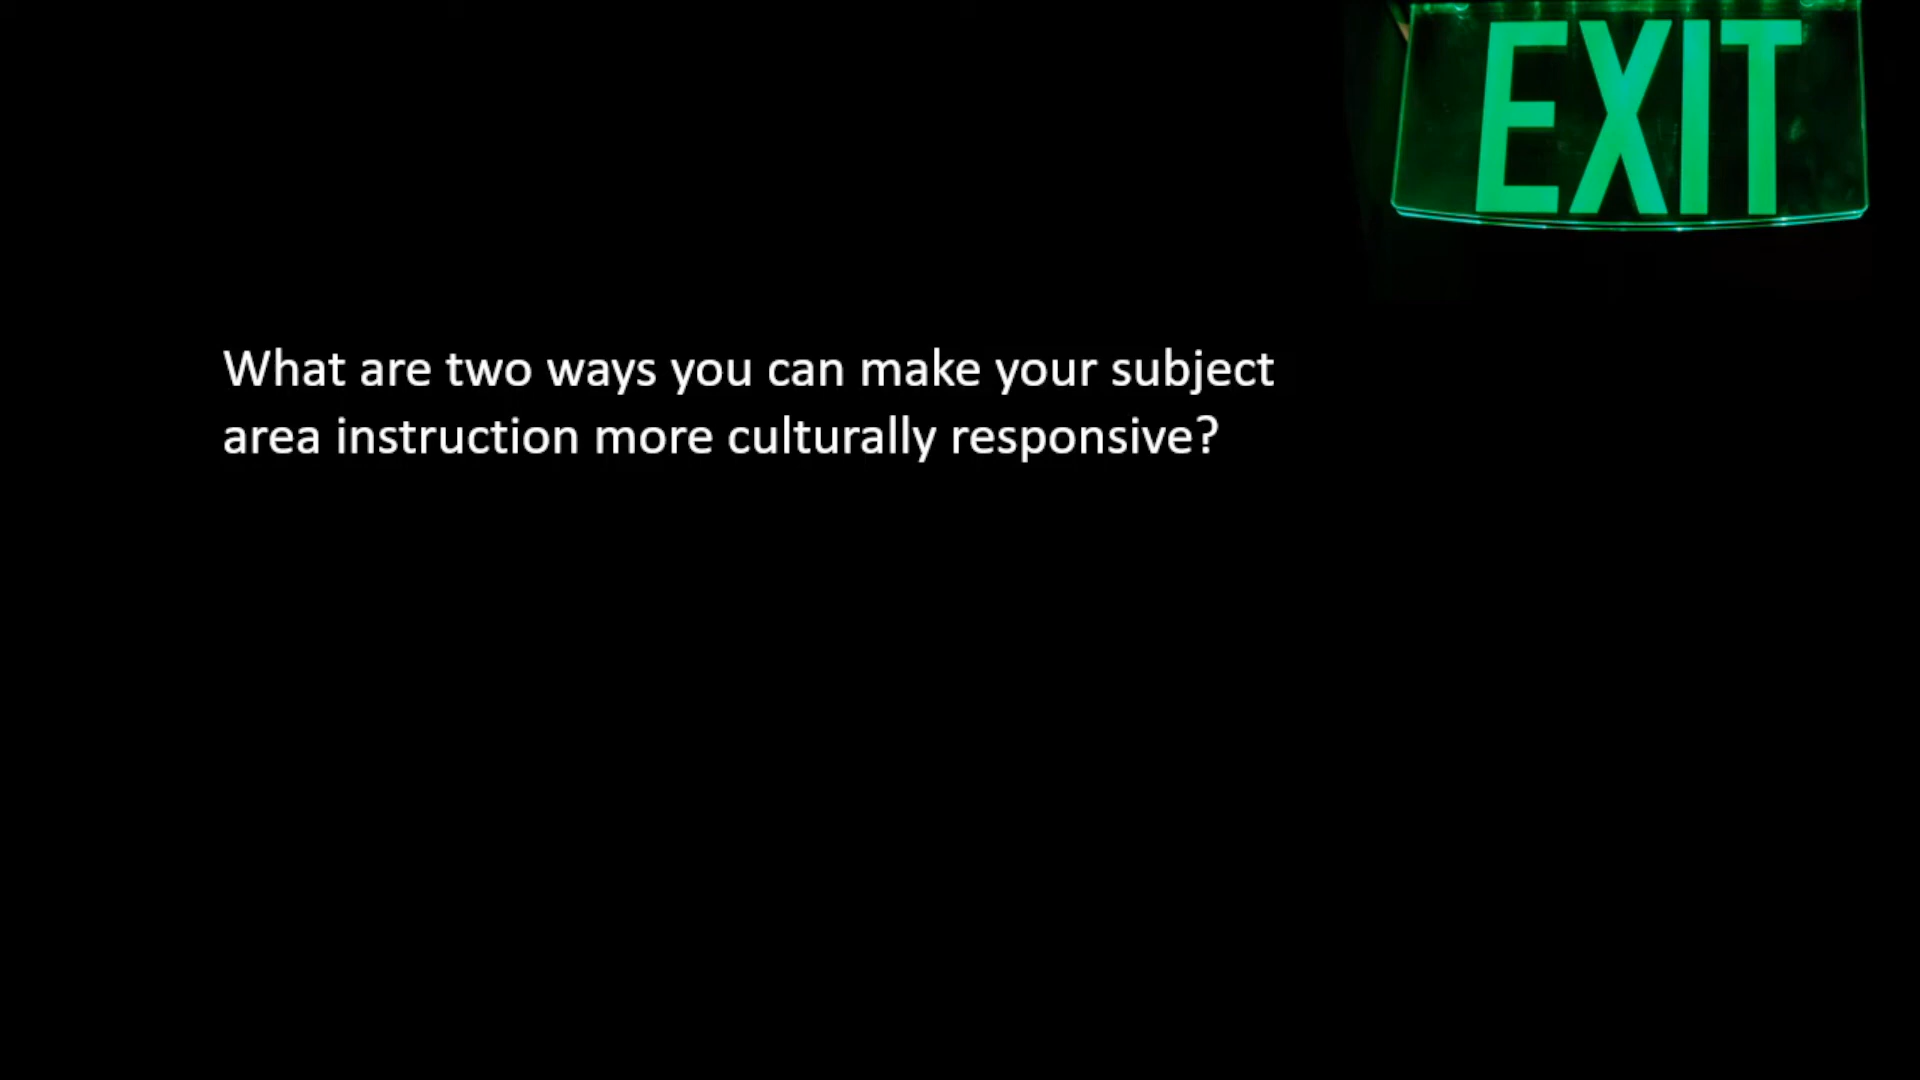 EXIT
What are two ways you can make your subject
area instruction more culturally responsive?